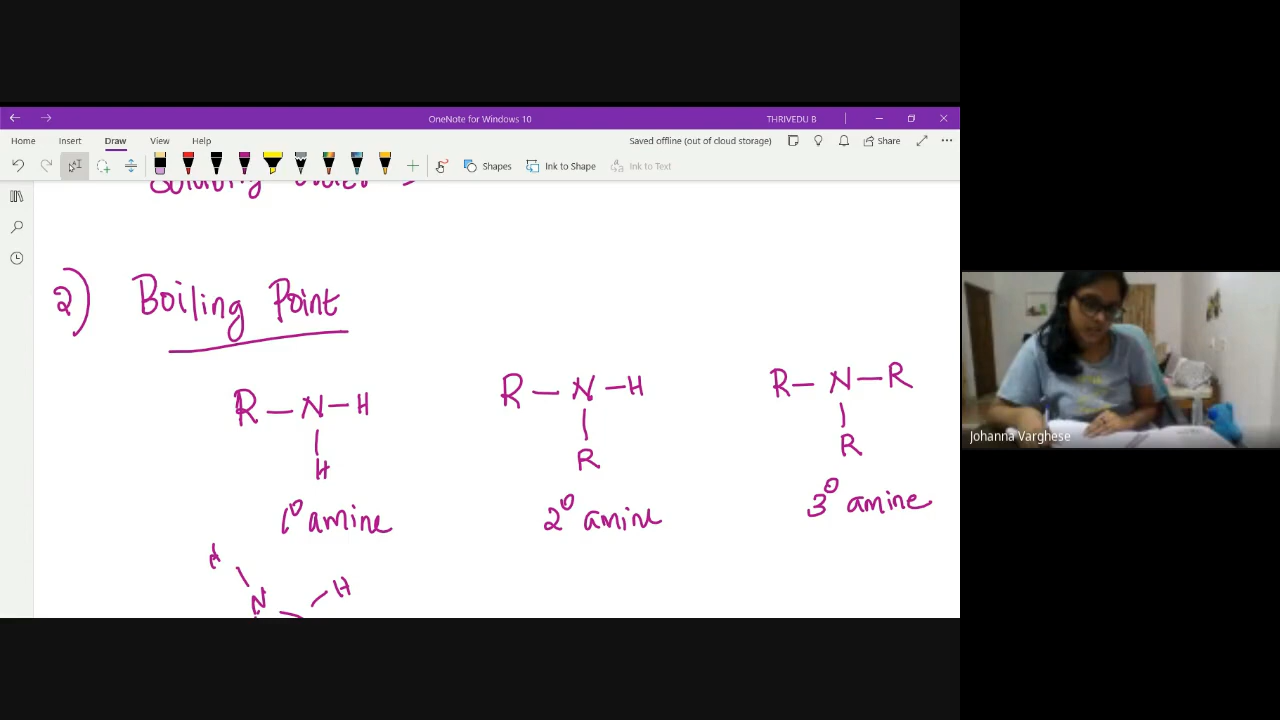 OneNote for Windows 10
THRIVEDU B
Home Insert Draw View Help
Saved offline (out of cloud storage)
Share
Shapes
Ink to Shape
Ink to Text
2) Boiling Point
R — N — H
H
R — N — H
R
R — N — R
R
1° amine
2° amine
3° amine
H
N
H
Johanna Varghese